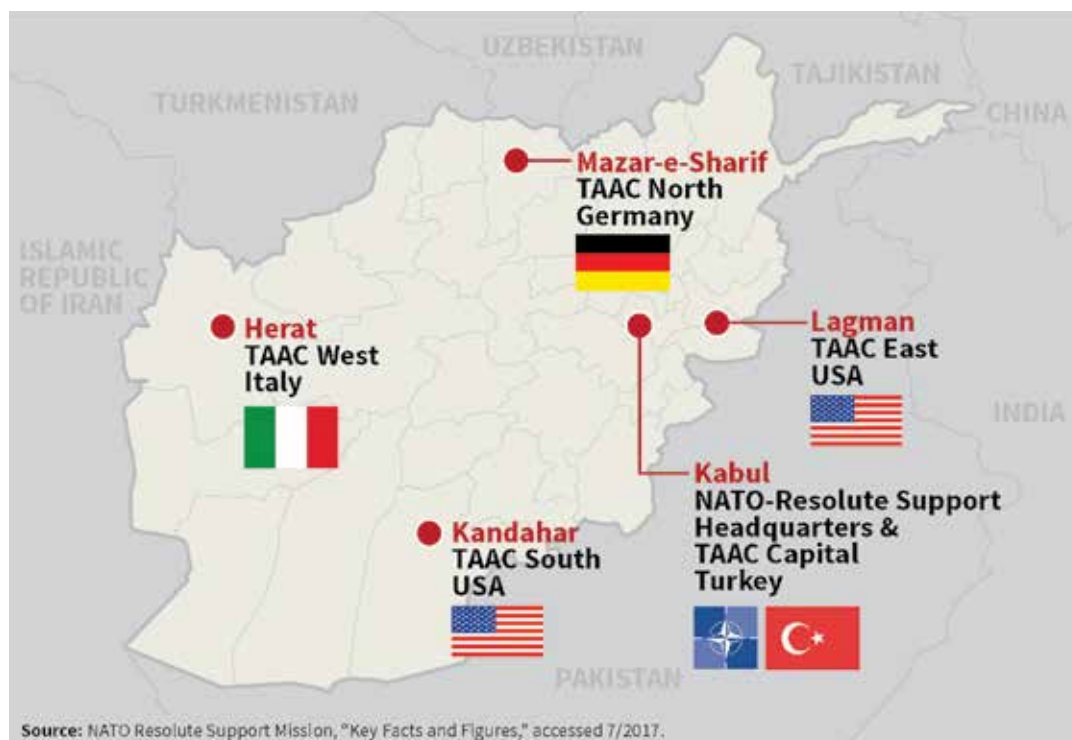 UZBEKISTAN
TAJIKISTAN
TURKMENISTAN
CHINA
Mazar-e-Sharif
TAAC North
Germany
ISLAMIC
REPUBLIC
OF IRAN
Herat
TAAC West
Italy
Lagman
TAAC East
USA
INDIA
Kabul
NATO-Resolute Support
Headquarters &
TAAC Capital
Turkey
Kandahar
TAAC South
USA
PAKISTAN
Source: NATO Resolute Support Mission, “Key Facts and Figures,” accessed 7/2017.